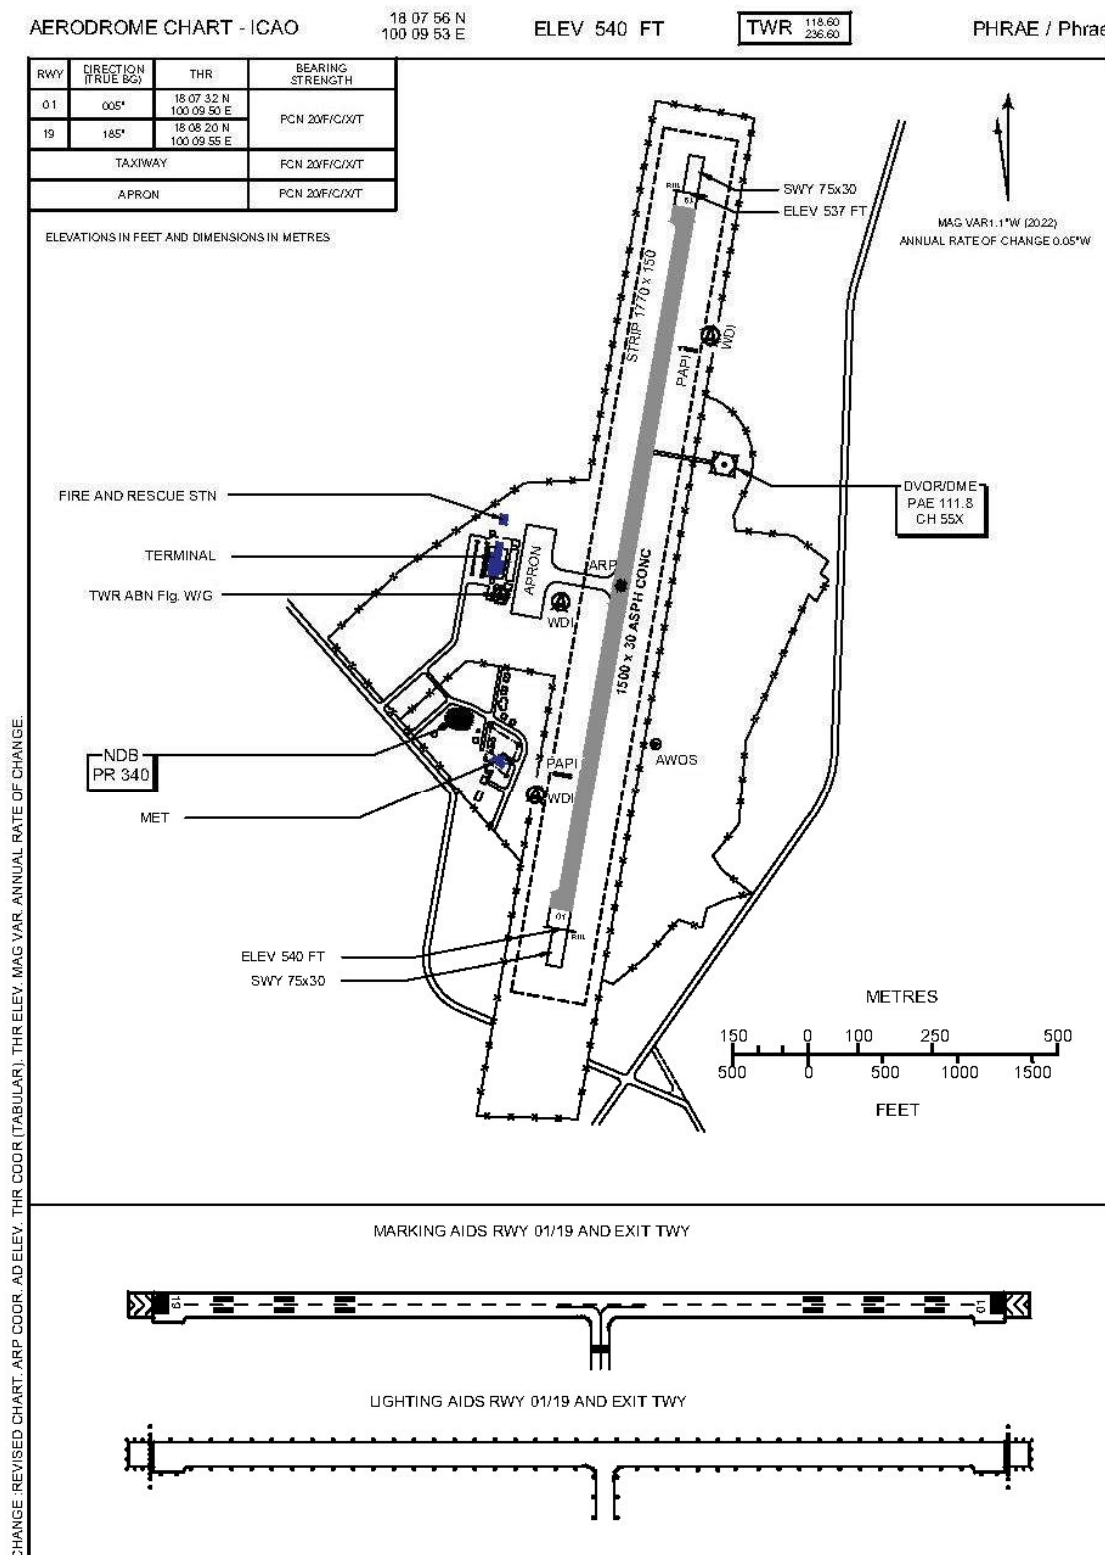 AERODROME CHART - ICAO
18 07 56 N
100 09 53 E
ELEV 540 FT
TWR 118.60
236.60
PHRAE / Phrae
RWY
DIRECTION
(TRUE BG)
THR
BEARING
STRENGTH
01
005°
18 07 32 N
100 09 50 E
PCN 20/F/C/X/T
19
185°
18 08 20 N
100 09 55 E
TAXIWAY
PCN 20/F/C/X/T
APRON
PCN 20/F/C/X/T
ELEVATIONS IN FEET AND DIMENSIONS IN METRES
MAG VAR1.1°W (2022)
ANNUAL RATE OF CHANGE 0.05°W
SWY 75x30
ELEV 537 FT
RIIL
19
STRIP 1770 x 150
WDI
PAPI
DVOR/DME
PAE 111.8
CH 55X
FIRE AND RESCUE STN
TERMINAL
TWR ABN Flg. W/G
APRON
ARP
WDI
1500 x 30 ASPH CONC
NDB
PR 340
MET
PAPI
WDI
AWOS
01
RIIL
ELEV 540 FT
SWY 75x30
METRES
150 0 100 250 500
500 0 500 1000 1500
FEET
CHANGE :REVISED CHART. ARP COOR. AD ELEV. THR COOR (TABULAR). THR ELEV. MAG VAR. ANNUAL RATE OF CHANGE.
MARKING AIDS RWY 01/19 AND EXIT TWY
19
01
LIGHTING AIDS RWY 01/19 AND EXIT TWY